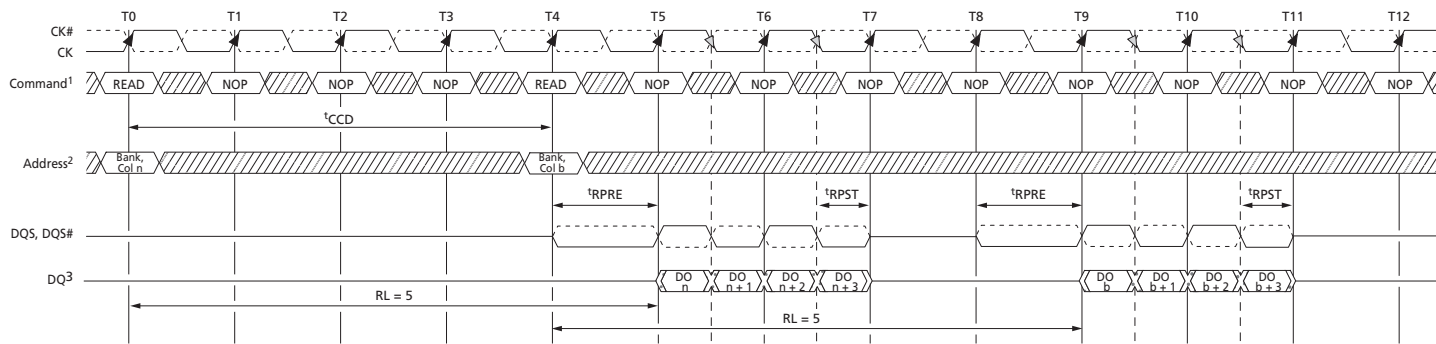 T0 T1 T2 T3 T4 T5 T6 T7 T8 T9 T10 T11 T12
CK#
CK
Command1 READ NOP NOP NOP READ NOP NOP NOP NOP NOP NOP NOP NOP
tCCD
Address2 Bank, Col n Bank, Col b
tRPRE tRPST tRPRE tRPST
DQS, DQS#
DQ3 DO n DO n + 1 DO n + 2 DO n + 3 DO b DO b + 1 DO b + 2 DO b + 3
RL = 5
RL = 5